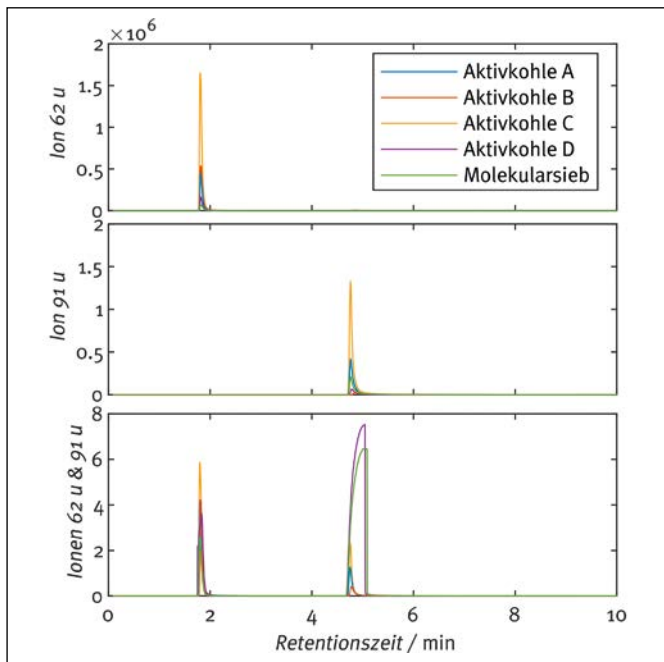 ×10⁶
2
1.5
1
0.5
0
Ion 62 u
Aktivkohle A
Aktivkohle B
Aktivkohle C
Aktivkohle D
Molekularsieb
2
1.5
1
0.5
0
Ion 91 u
8
6
4
2
0
Ionen 62 u & 91 u
0 2 4 6 8 10
Retentionszeit / min